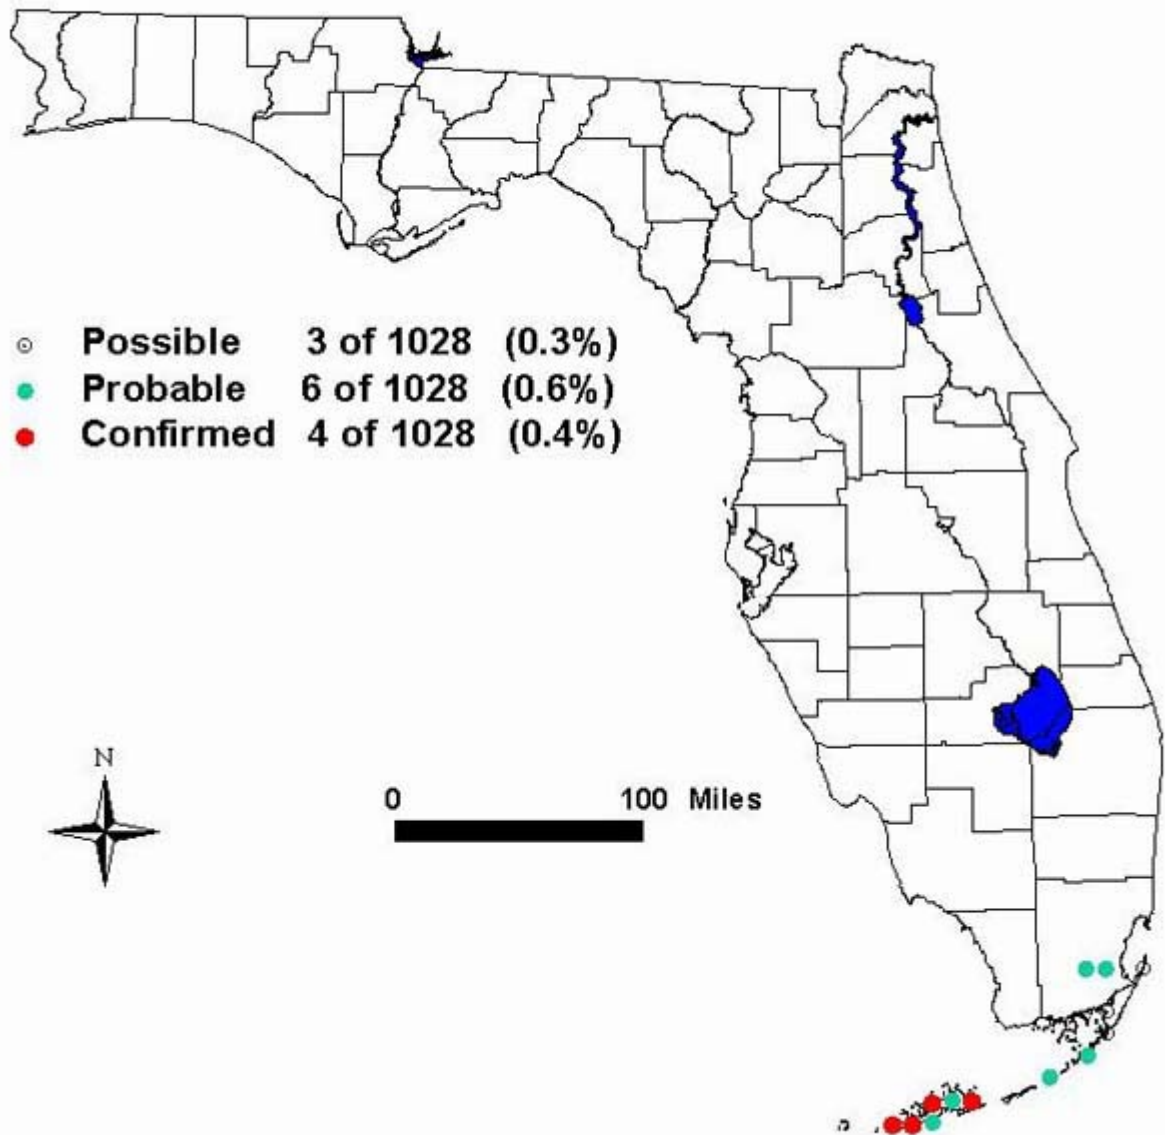 Possible 3 of 1028 (0.3%)
Probable 6 of 1028 (0.6%)
Confirmed 4 of 1028 (0.4%)
N
0 100 Miles